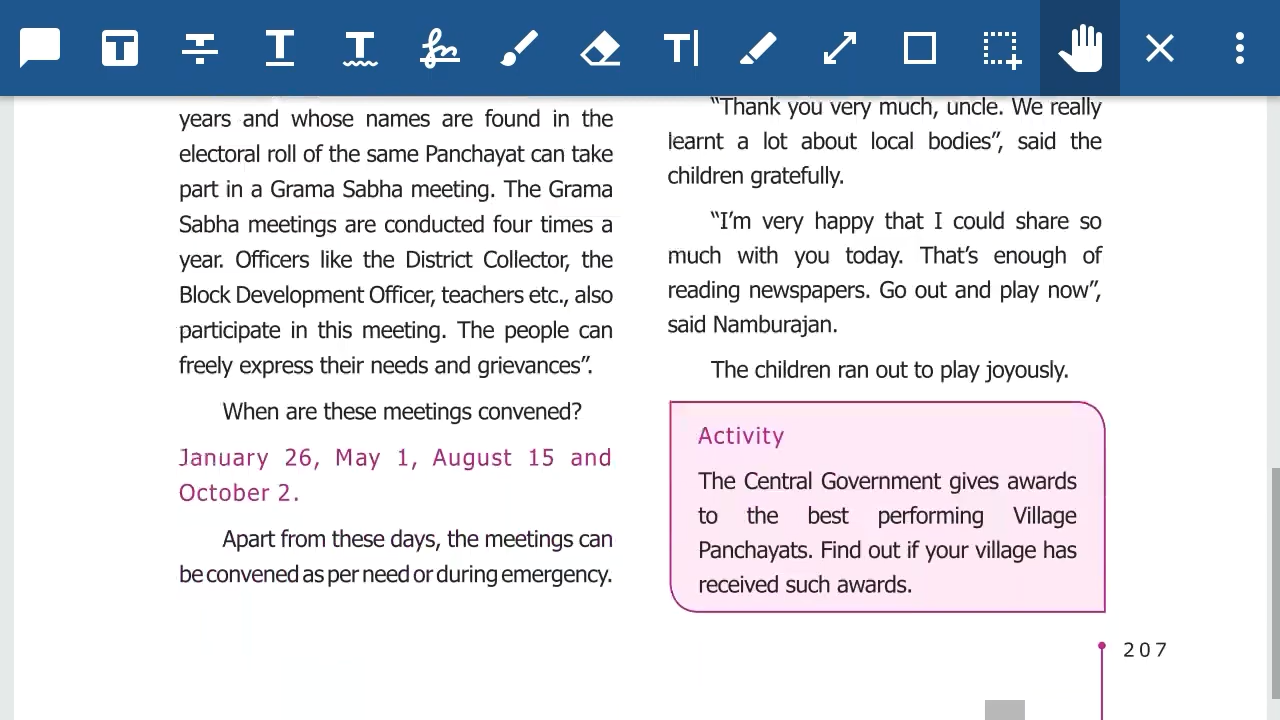 years and whose names are found in the
electoral roll of the same Panchayat can take
part in a Grama Sabha meeting. The Grama
Sabha meetings are conducted four times a
year. Officers like the District Collector, the
Block Development Officer, teachers etc., also
participate in this meeting. The people can
freely express their needs and grievances”.
When are these meetings convened?
January 26, May 1, August 15 and
October 2.
Apart from these days, the meetings can
be convened as per need or during emergency.
“Thank you very much, uncle. We really
learnt a lot about local bodies”, said the
children gratefully.
“I’m very happy that I could share so
much with you today. That’s enough of
reading newspapers. Go out and play now”,
said Namburajan.
The children ran out to play joyously.
Activity
The Central Government gives awards
to the best performing Village
Panchayats. Find out if your village has
received such awards.
207